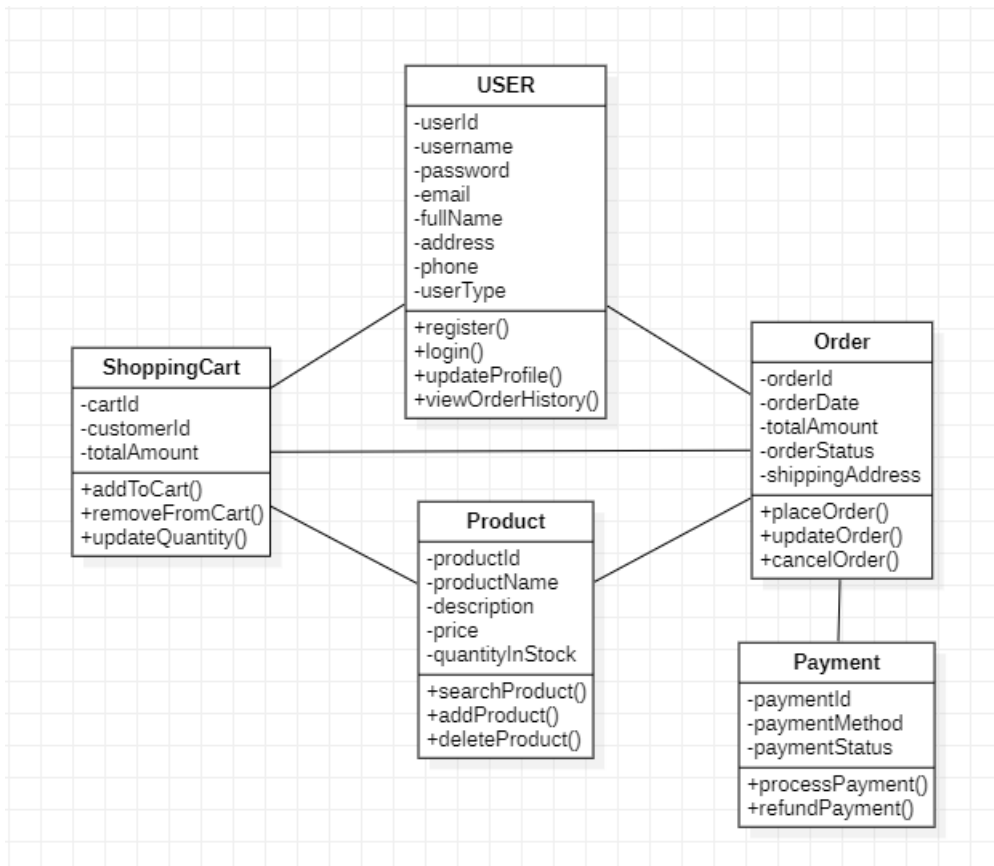 USER
-userId
-username
-password
-email
-fullName
-address
-phone
-userType
+register()
+login()
+updateProfile()
+viewOrderHistory()
ShoppingCart
-cartId
-customerId
-totalAmount
+addToCart()
+removeFromCart()
+updateQuantity()
Order
-orderId
-orderDate
-totalAmount
-orderStatus
-shippingAddress
+placeOrder()
+updateOrder()
+cancelOrder()
Product
-productId
-productName
-description
-price
-quantityInStock
+searchProduct()
+addProduct()
+deleteProduct()
Payment
-paymentId
-paymentMethod
-paymentStatus
+processPayment()
+refundPayment()